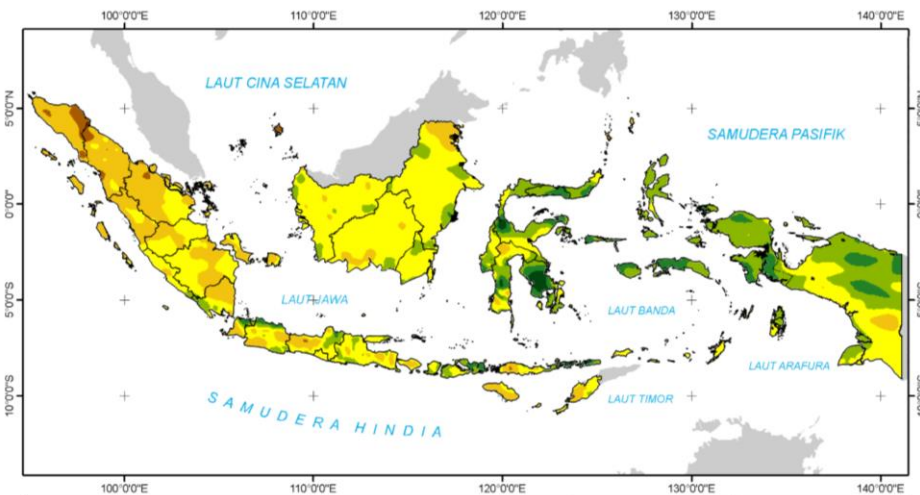 100°0'0"E 110°0'0"E 120°0'0"E 130°0'0"E 140°0'0"E
LAUT CINA SELATAN
5°0'0"N
SAMUDERA PASIFIK
0°0'0"
LAUT JAWA
5°0'0"S
LAUT BANDA
LAUT ARAFURA
10°0'0"S
LAUT TIMOR
SAMUDERA HINDIA
100°0'0"E 110°0'0"E 120°0'0"E 130°0'0"E 140°0'0"E